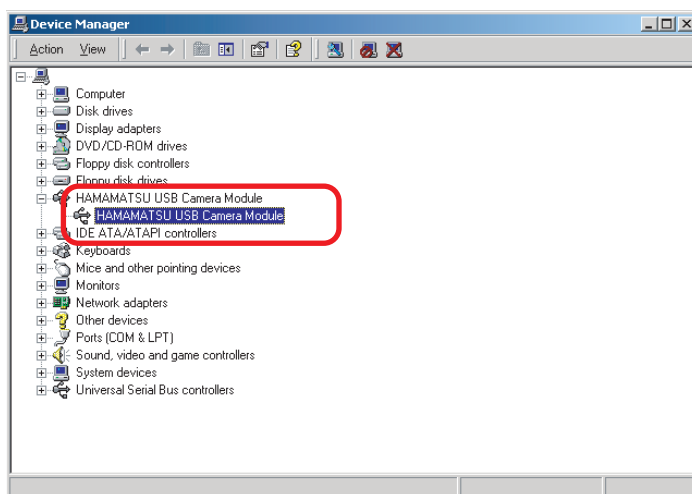 Device Manager
Action View
Computer
Disk drives
Display adapters
DVD/CD-ROM drives
Floppy disk controllers
Floppy disk drives
HAMAMATSU USB Camera Module
HAMAMATSU USB Camera Module
IDE ATA/ATAPI controllers
Keyboards
Mice and other pointing devices
Monitors
Network adapters
Other devices
Ports (COM & LPT)
Sound, video and game controllers
System devices
Universal Serial Bus controllers